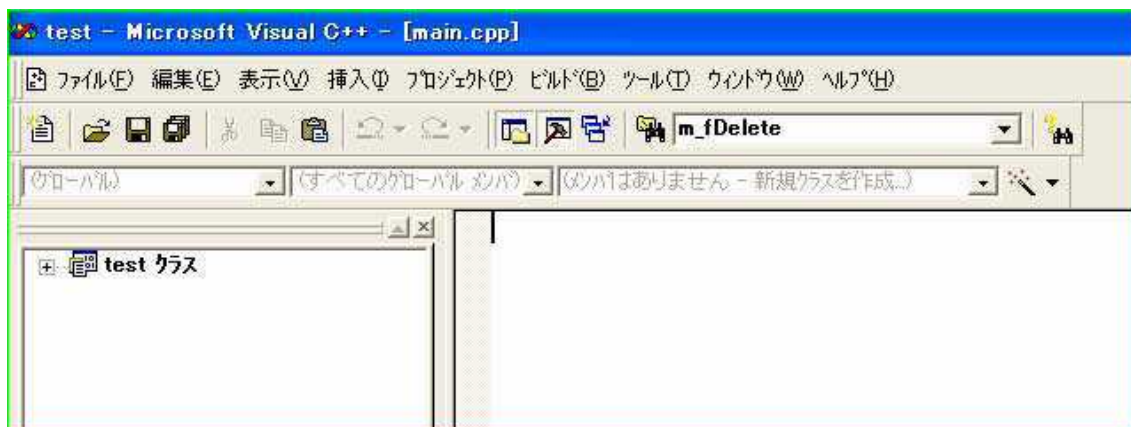 test - Microsoft Visual C++ - [main.cpp]
ﾌｧｲﾙ(F) 編集(E) 表示(V) 挿入(I) ﾌﾟﾛｼﾞｪｸﾄ(P) ﾋﾞﾙﾄﾞ(B) ﾂｰﾙ(T) ｳｨﾝﾄﾞｳ(W) ﾍﾙﾌﾟ(H)
m_fDelete
(ｸﾞﾛｰﾊﾞﾙ) (すべてのｸﾞﾛｰﾊﾞﾙ ﾒﾝﾊﾞ) (ﾒﾝﾊﾞはありません - 新規ｸﾗｽを作成...)
test ｸﾗｽ